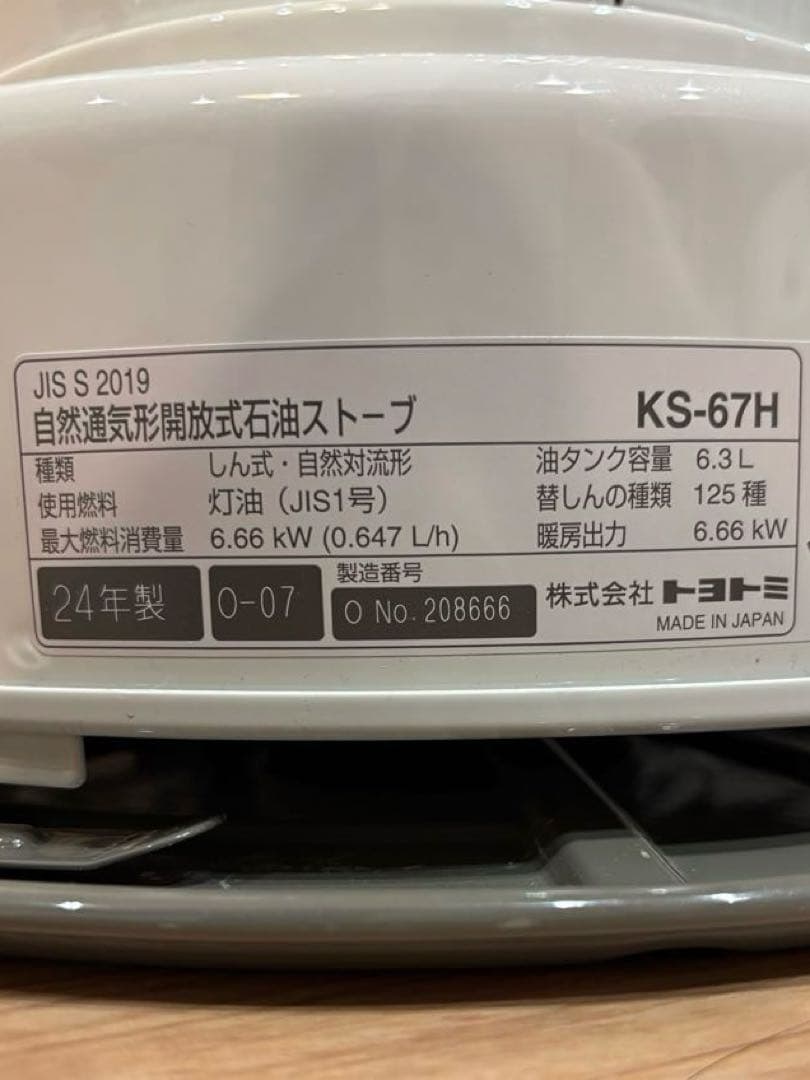 JIS S 2019
自然通気形開放式石油ストーブ KS-67H
種類 しん式・自然対流形 油タンク容量 6.3 L
使用燃料 灯油（JIS1号） 替しんの種類 125 種
最大燃料消費量 6.66 kW (0.647 L/h) 暖房出力 6.66 kW
製造番号
24年製 O-07 O No. 208666 株式会社 トヨトミ
MADE IN JAPAN